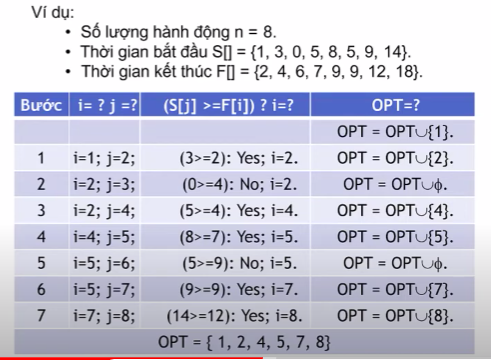 Ví dụ:
• Số lượng hành động n = 8.
• Thời gian bắt đầu S[] = {1, 3, 0, 5, 8, 5, 9, 14}.
• Thời gian kết thúc F[] = {2, 4, 6, 7, 9, 9, 12, 18}.
Bước i= ? j =? (S[j] >=F[i]) ? i=? OPT=?
OPT = OPT∪{1}.
1 i=1; j=2; (3>=2): Yes; i=2. OPT = OPT∪{2}.
2 i=2; j=3; (0>=4): No; i=2. OPT = OPT∪ϕ.
3 i=2; j=4; (5>=4): Yes; i=4. OPT = OPT∪{4}.
4 i=4; j=5; (8>=7): Yes; i=5. OPT = OPT∪{5}.
5 i=5; j=6; (5>=9): No; i=5. OPT = OPT∪ϕ.
6 i=5; j=7; (9>=9): Yes; i=7. OPT = OPT∪{7}.
7 i=7; j=8; (14>=12): Yes; i=8. OPT = OPT∪{8}.
OPT = { 1, 2, 4, 5, 7, 8}